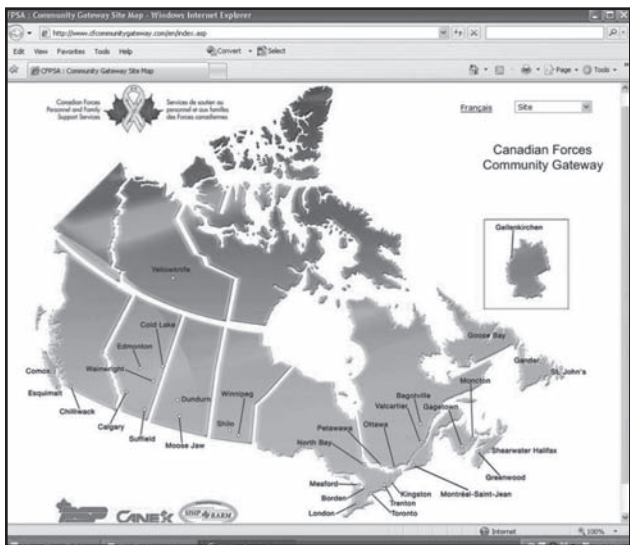 CFPSA : Community Gateway Site Map - Windows Internet Explorer
http://www.cfcommunitygateway.com/en/index.asp
Edit View Favorites Tools Help
Convert Select
CFPSA : Community Gateway Site Map
Page Tools
Canadian Forces
Personnel and Family
Support Services
Services de soutien au
personnel et aux familles
des Forces canadiennes
Français
Site
Canadian Forces
Community Gateway
Geilenkirchen
Yellowknife
Cold Lake
Edmonton
Wainwright
Comox
Esquimalt
Chilliwack
Calgary
Suffield
Dundurn
Moose Jaw
Winnipeg
Shilo
Goose Bay
Gander
St. John's
Moncton
Bagotville
Valcartier
Gagetown
Petawawa
Ottawa
North Bay
Shearwater Halifax
Greenwood
Meaford
Borden
London
Kingston
Trenton
Toronto
Montréal-Saint-Jean
CANEX
SISIP RARM
Internet
100%